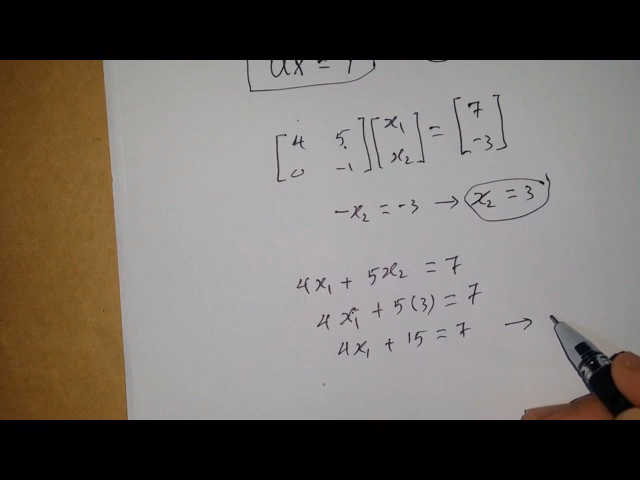 [4 5
0 -1] [x₁
x₂] = [7
-3]
-x₂ = -3 → x₂ = 3
4x₁ + 5x₂ = 7
4x₁ + 5(3) = 7
4x₁ + 15 = 7 →